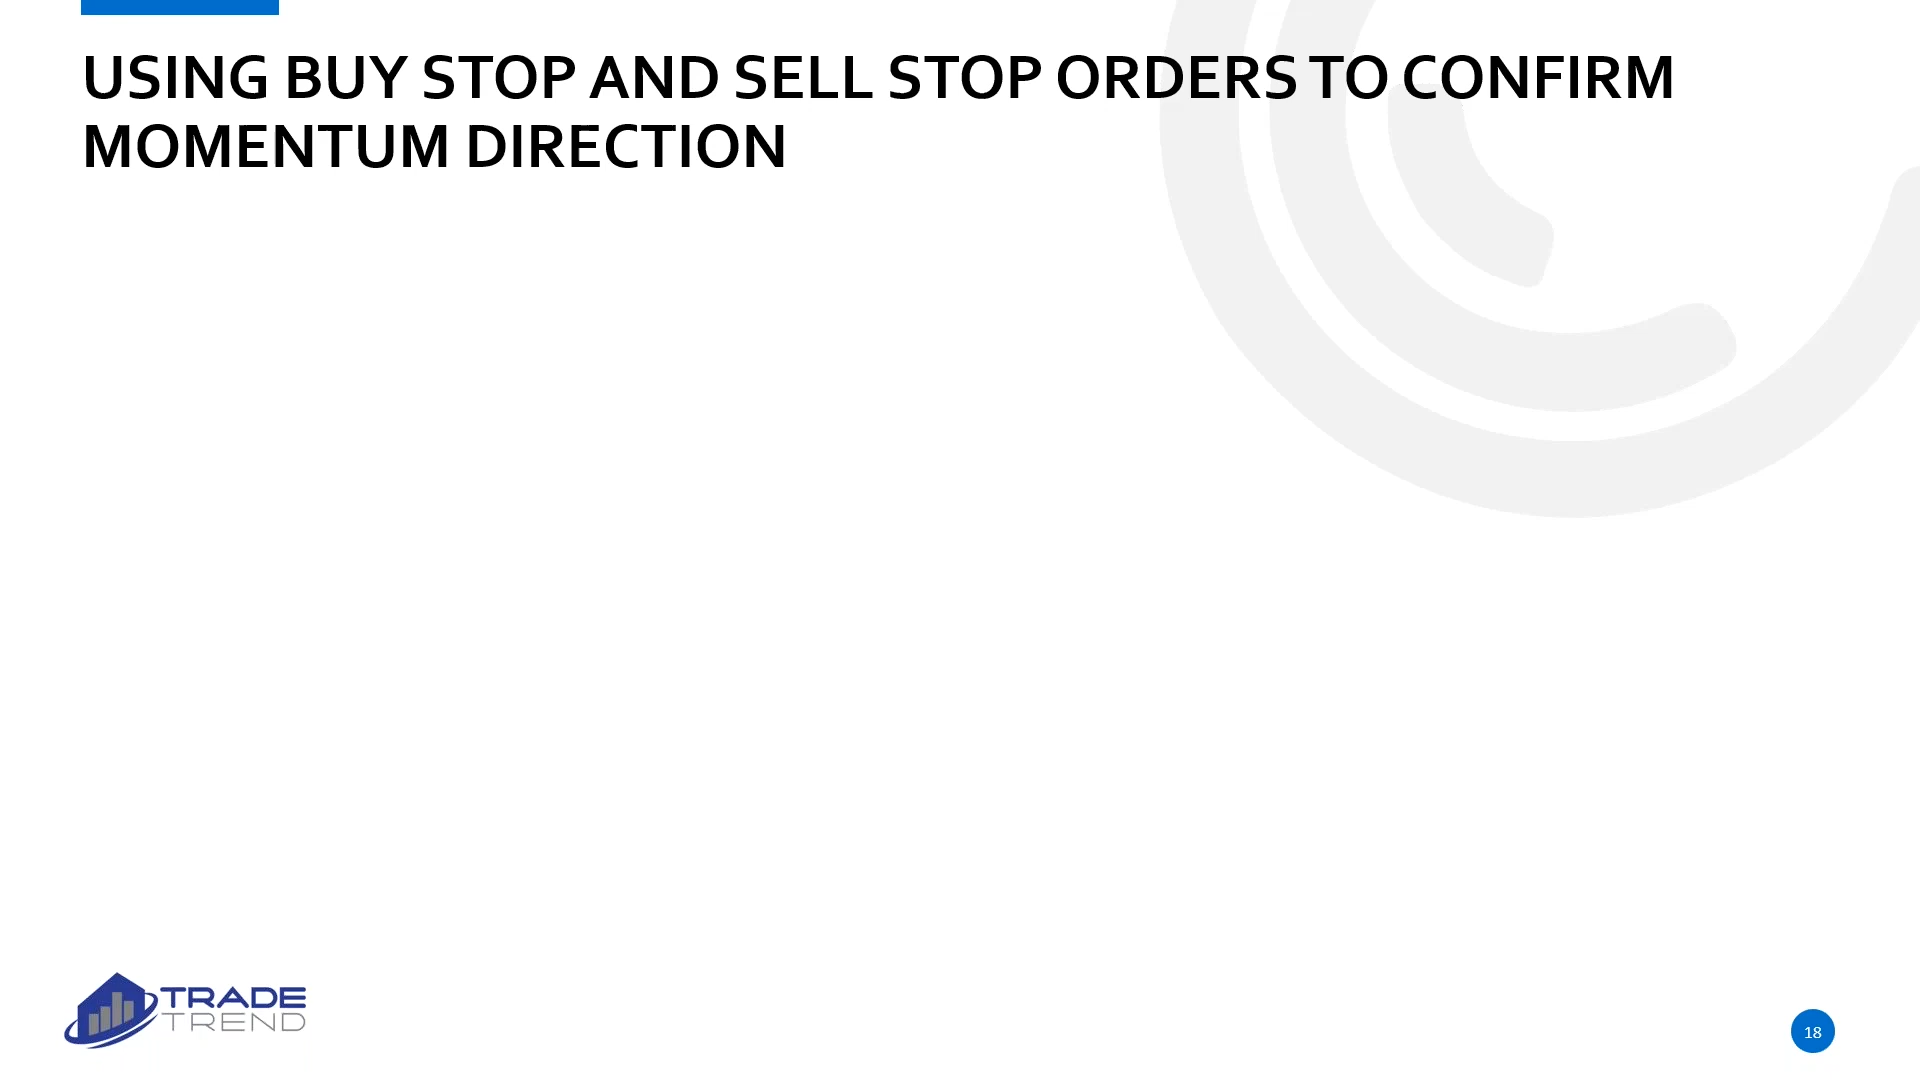 USING BUY STOP AND SELL STOP ORDERS TO CONFIRM
MOMENTUM DIRECTION
TRADE
TREND
18